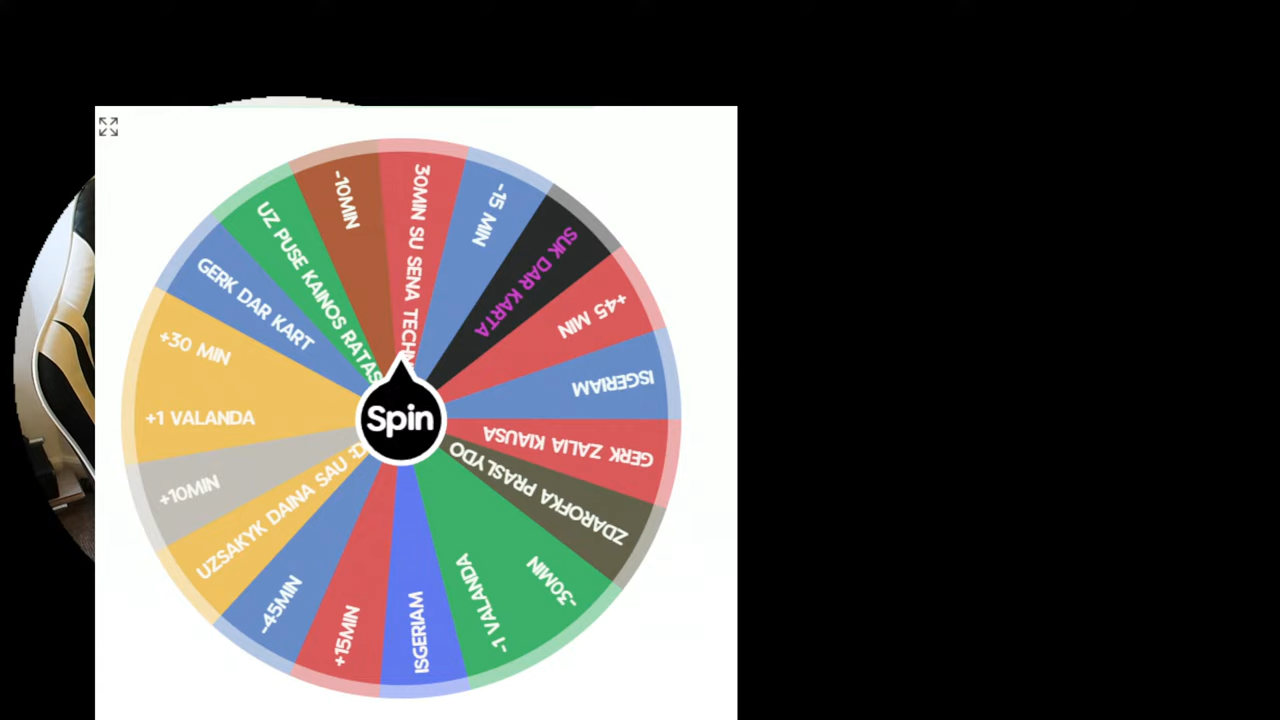 30MIN SU SENA TECHN
-15 MIN
SUK DAR KARTA
+45 MIN
ISGERIAM
GERK ZALIA KIAUSA
ZDAROFKA PRASLYDO
-30MIN
-1 VALANDA
ISGERIAM
+15MIN
-45MIN
UZSAKYK DAINA SAU :D
+10MIN
+1 VALANDA
+30 MIN
GERK DAR KART
UZ PUSE KAINOS RATAS
-10MIN
Spin